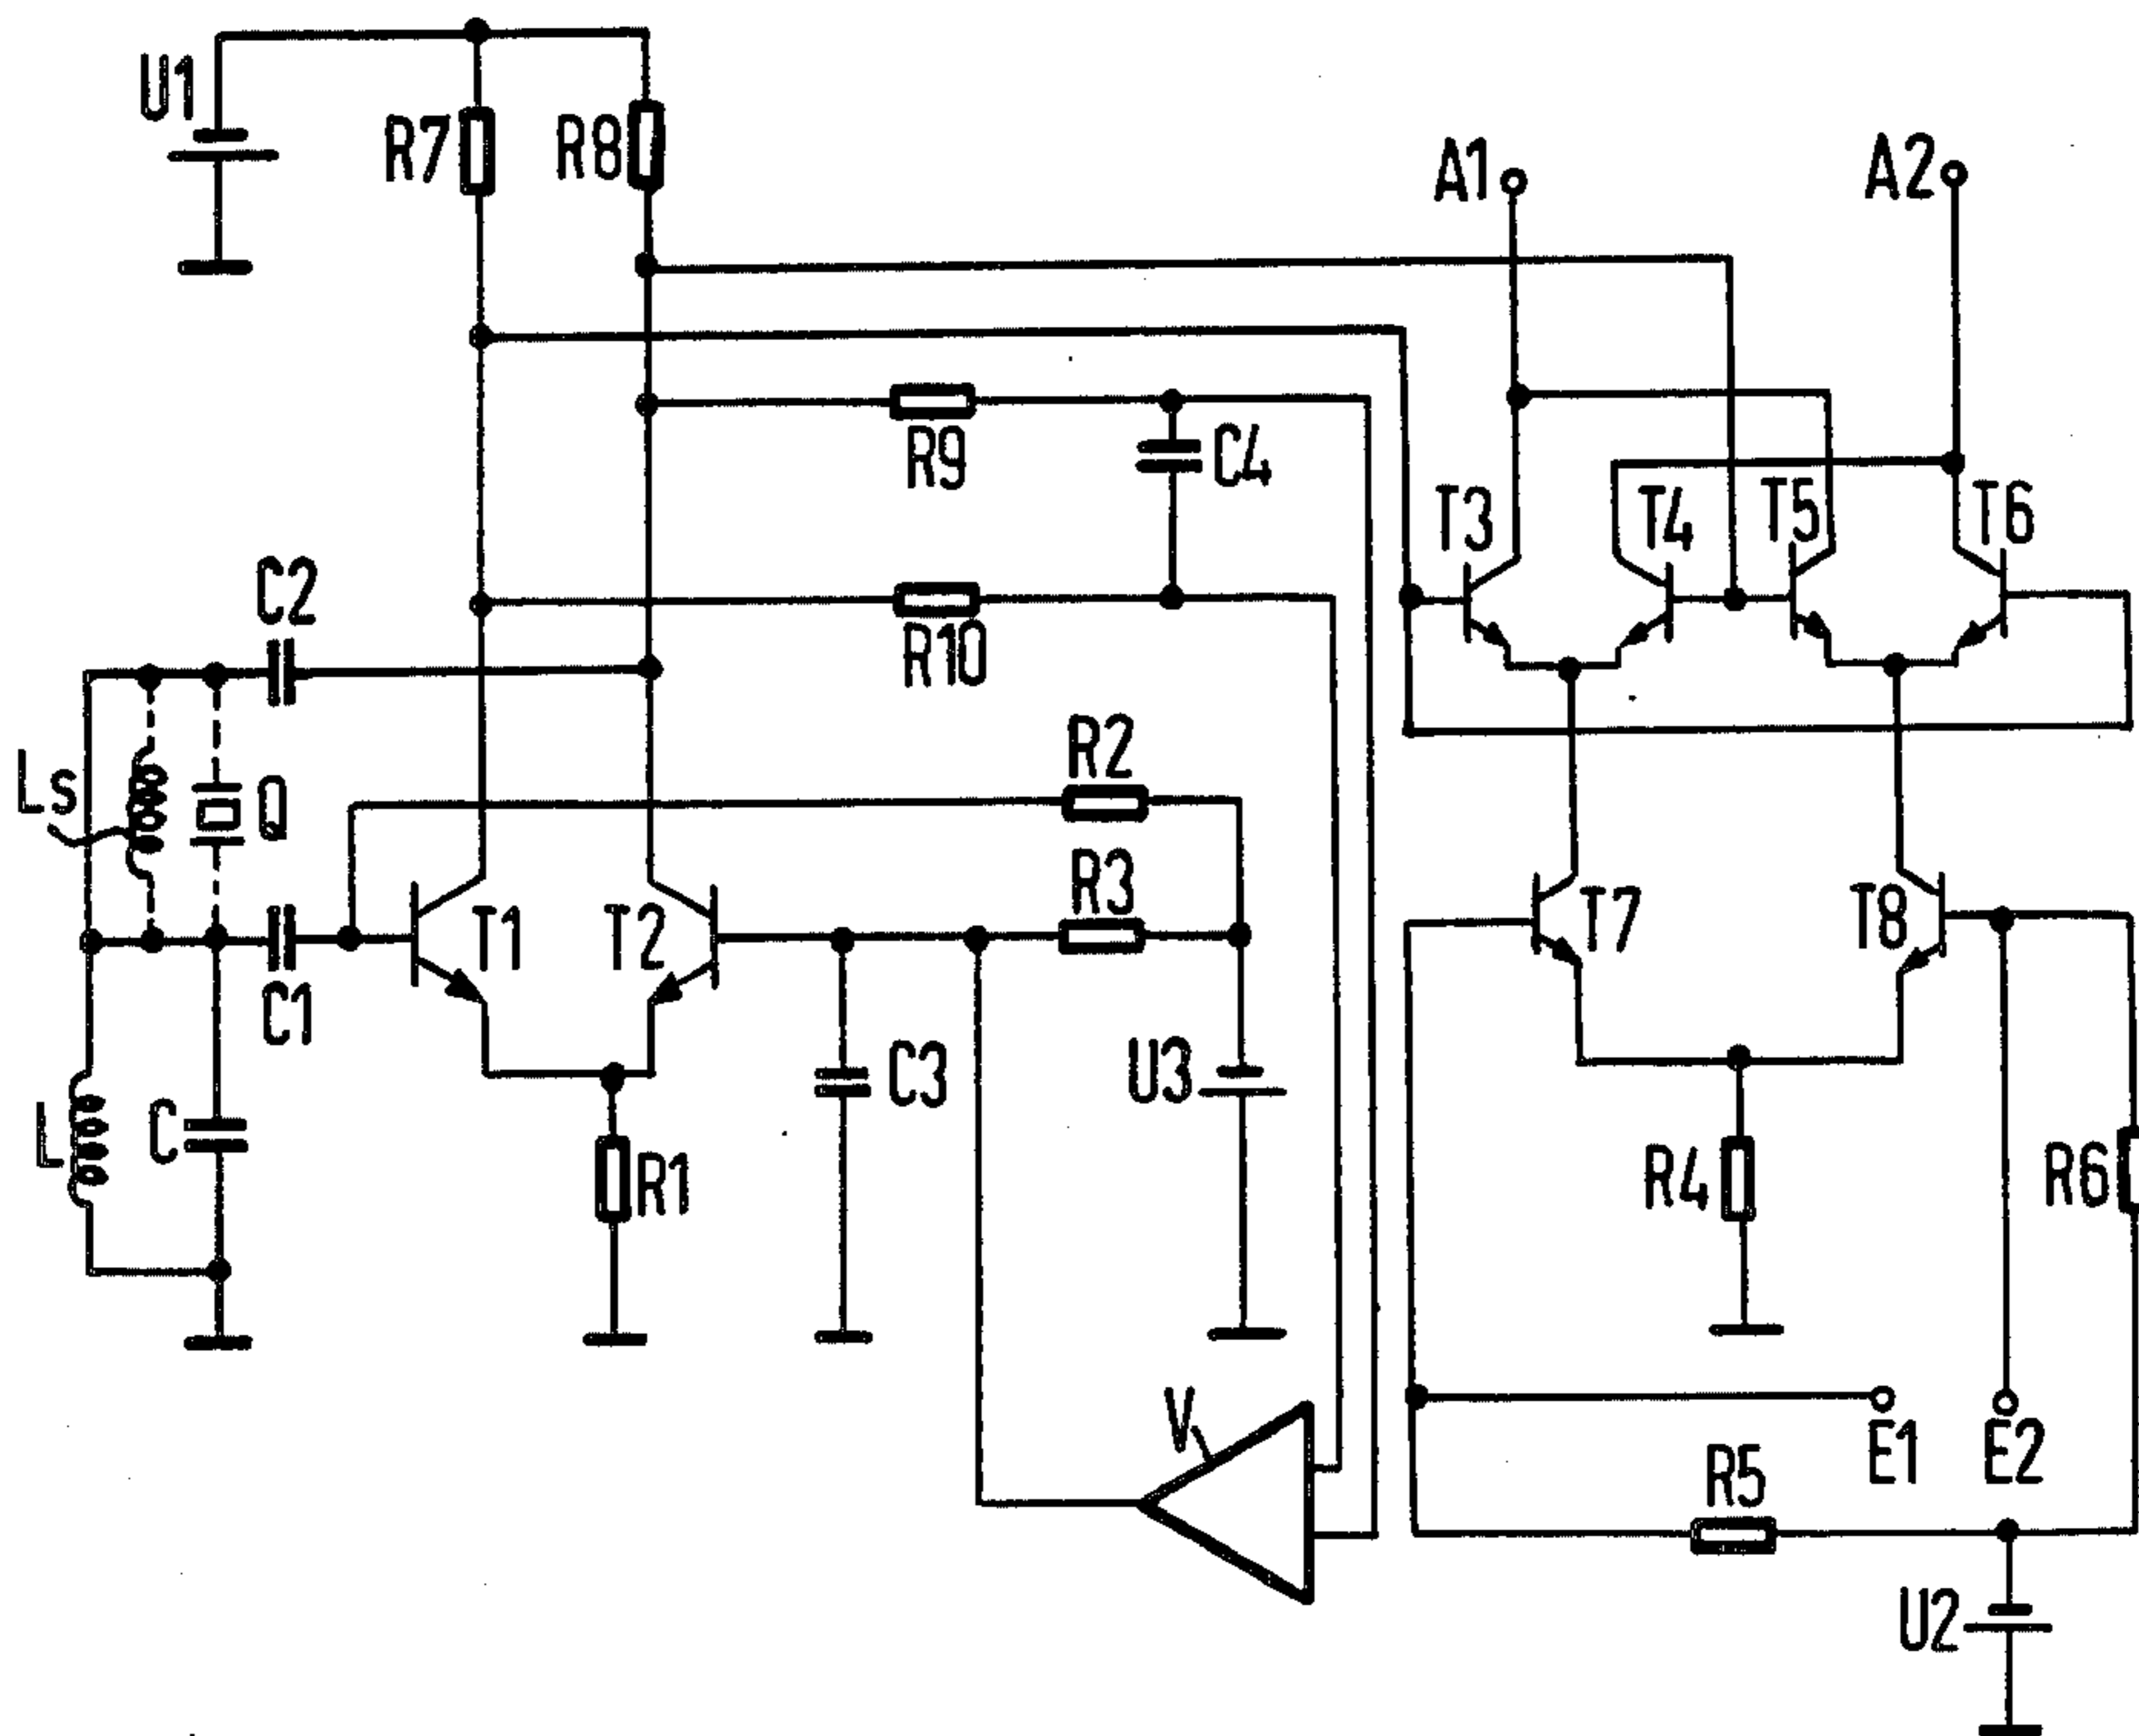 U1
R7
R8
A1
A2
R9
C4
T3
T4
T5
T6
C2
R10
R2
Ls
Q
R3
T1
T2
T7
T8
C1
C3
U3
L
C
R1
R4
R6
V
E1
E2
R5
U2